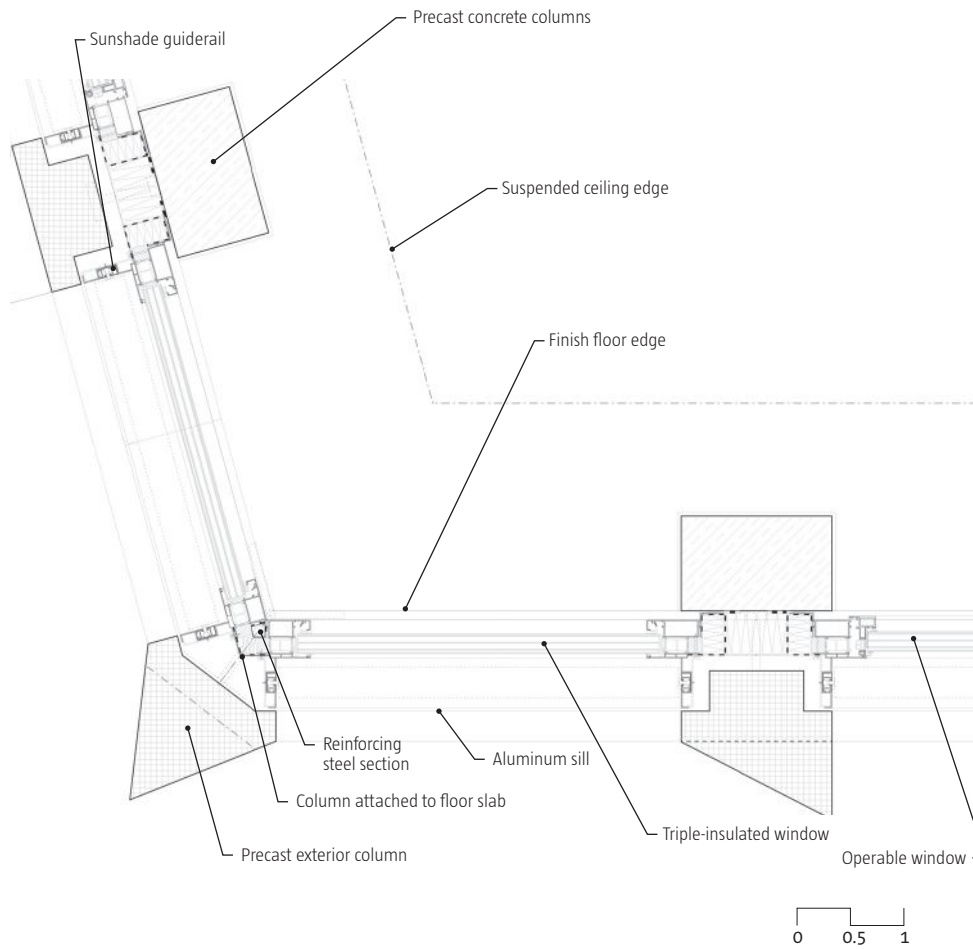 Precast concrete columns
Sunshade guiderail
Suspended ceiling edge
Finish floor edge
Reinforcing
steel section
Aluminum sill
Column attached to floor slab
Triple-insulated window
Precast exterior column
Operable window
0 0.5 1